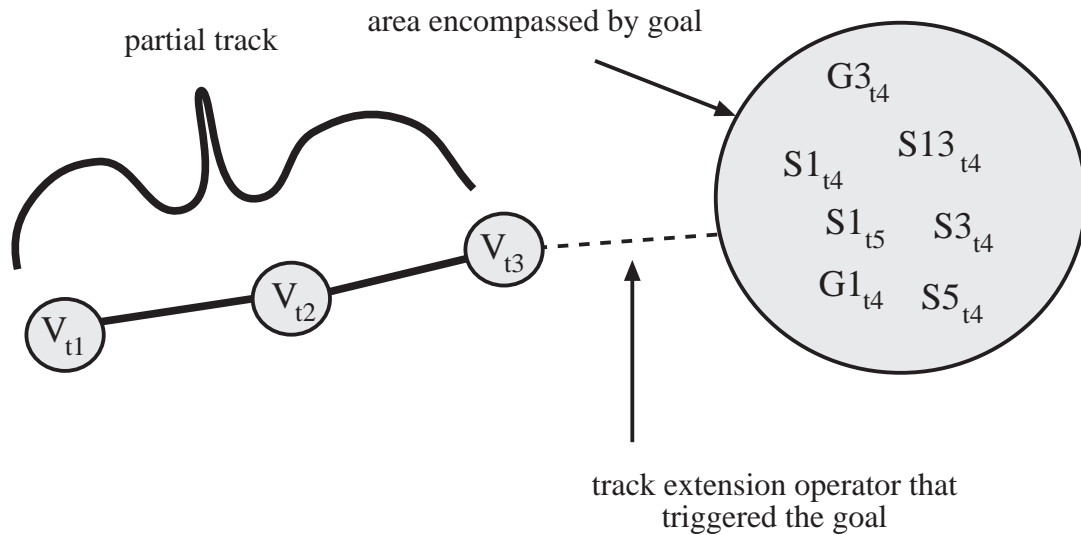 area encompassed by goal
partial track
G3t4
S13t4
S1t4
S1t5 S3t4
G1t4 S5t4
Vt3
Vt2
Vt1
track extension operator that
triggered the goal